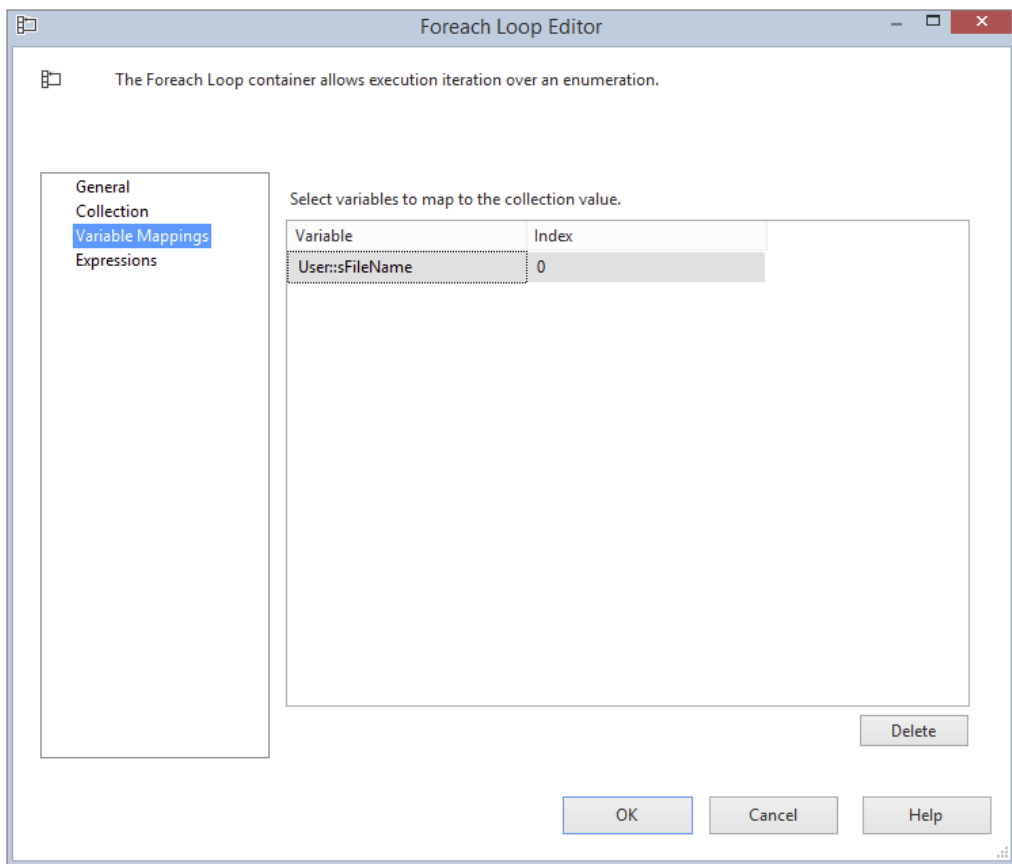 Foreach Loop Editor
The Foreach Loop container allows execution iteration over an enumeration.
General
Collection
Variable Mappings
Expressions
Select variables to map to the collection value.
Variable Index
User::sFileName 0
Delete
OK Cancel Help